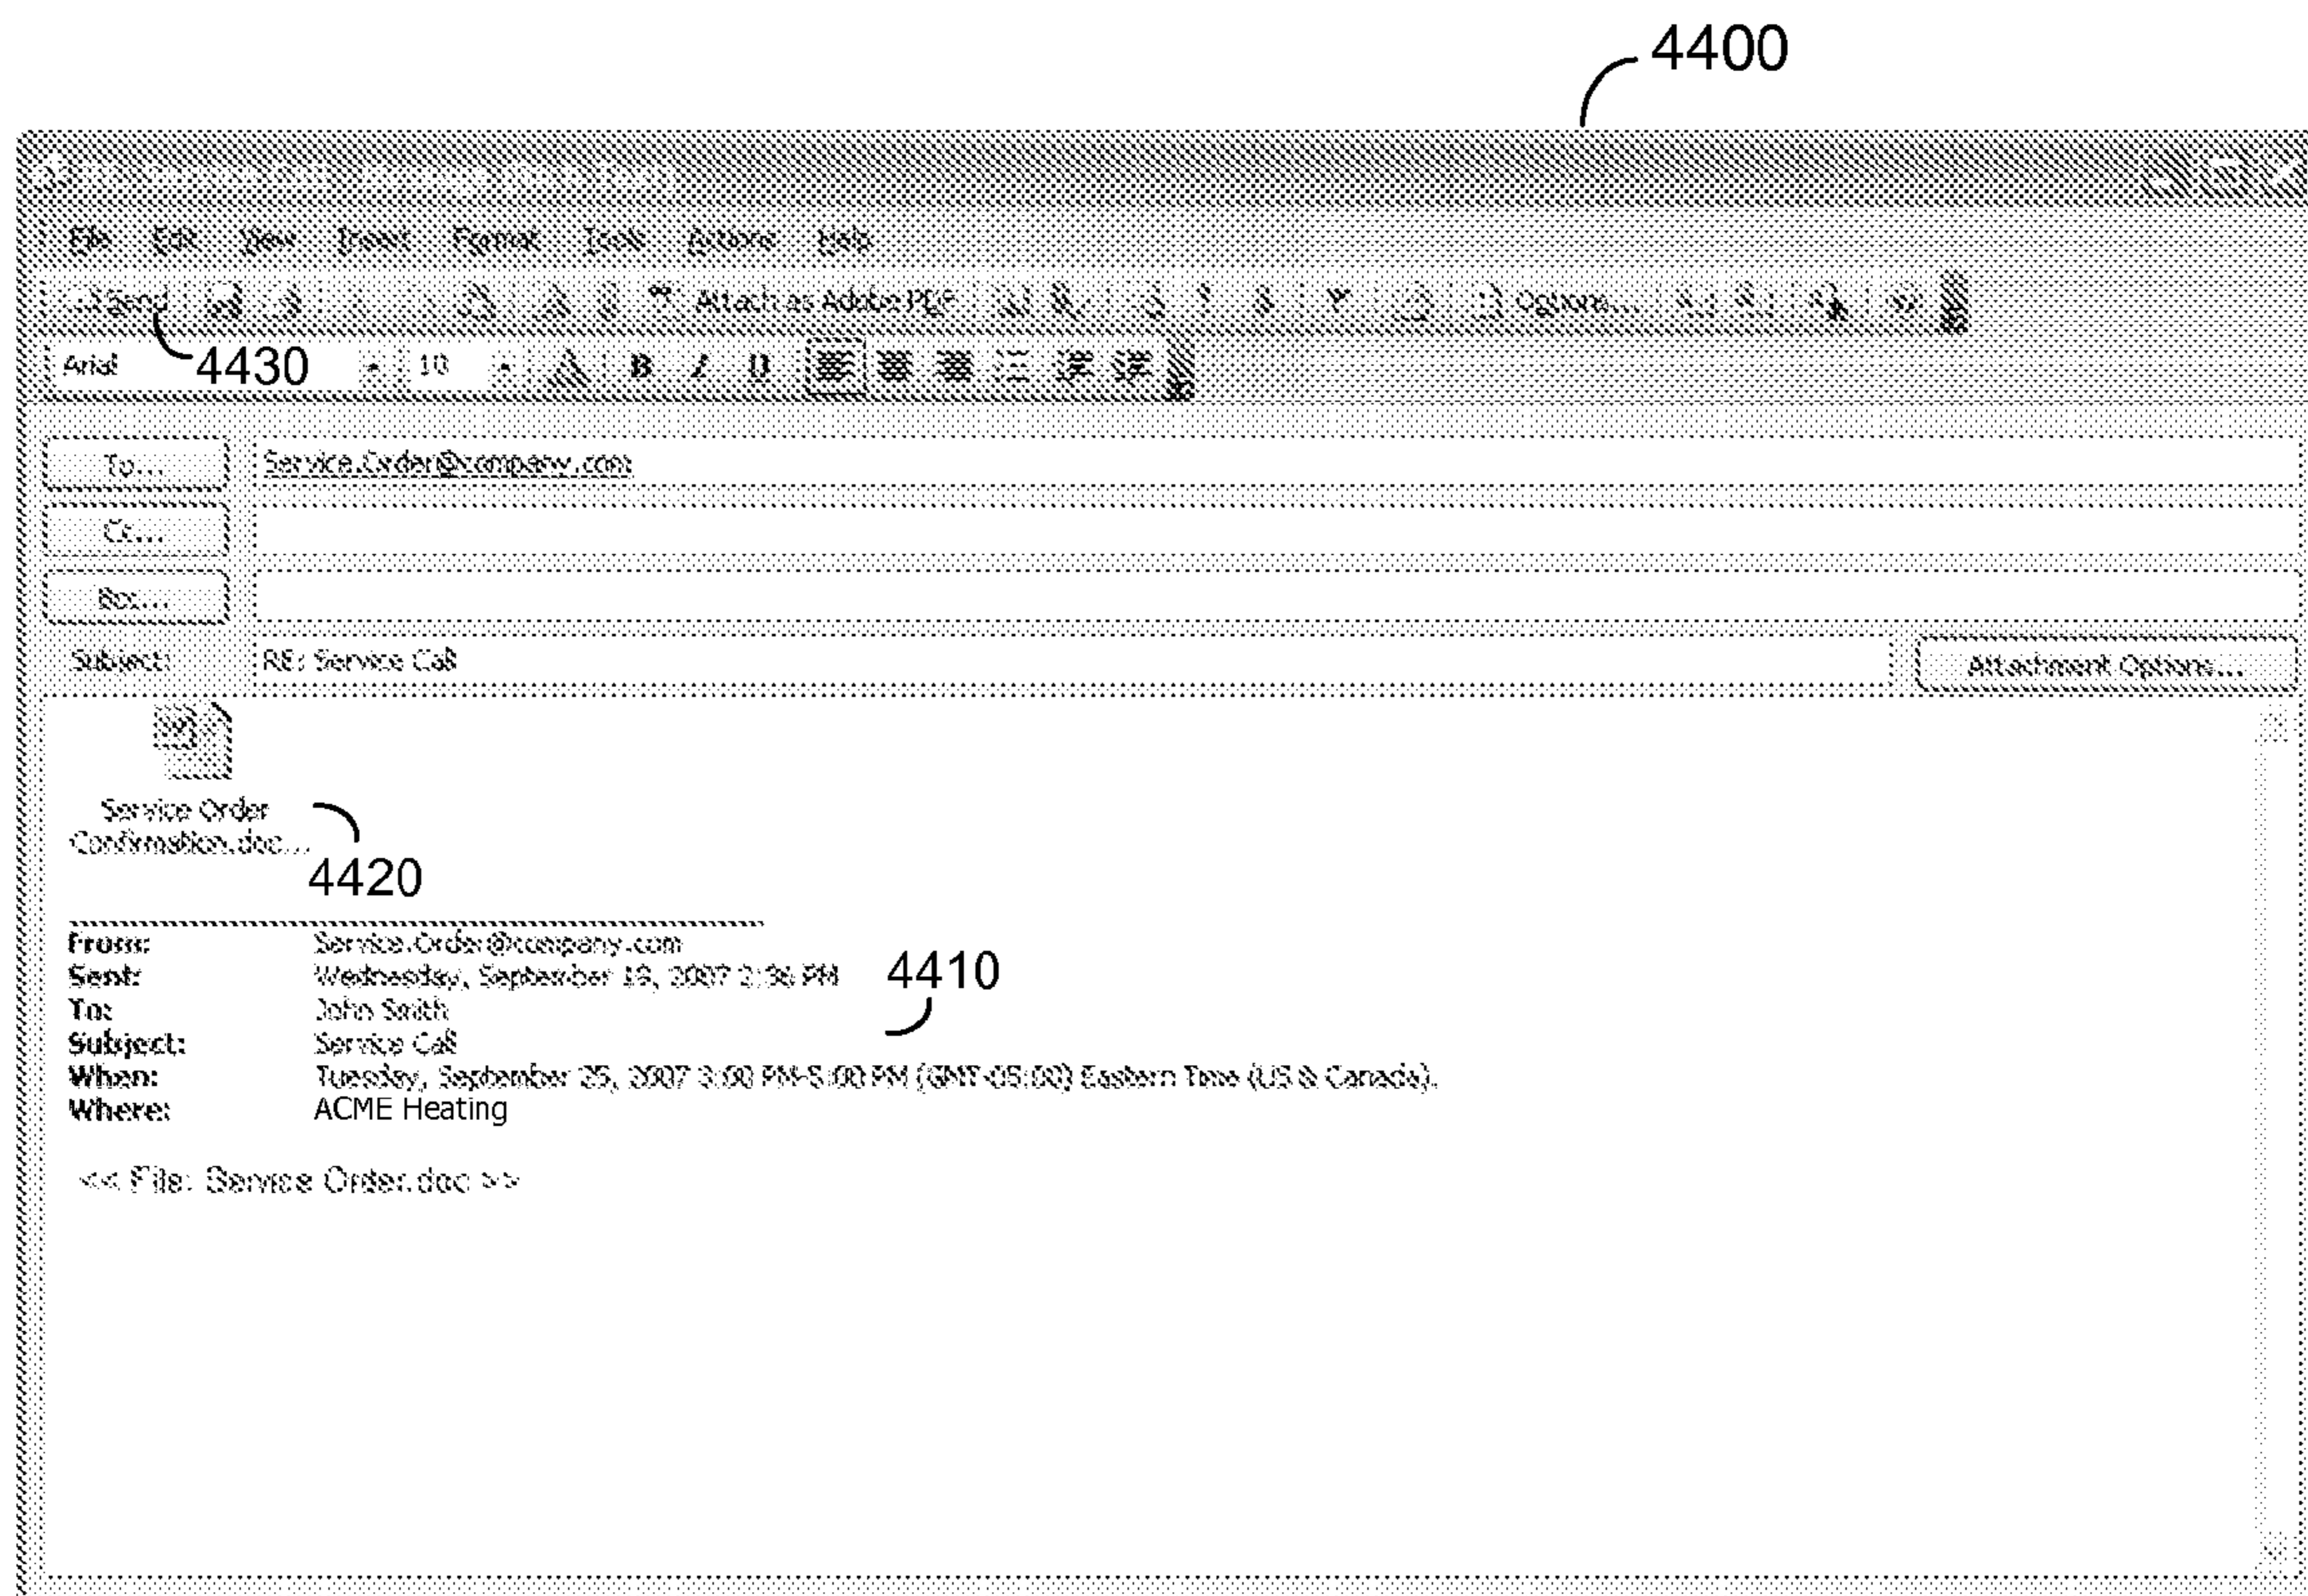 4400
File Edit View Insert Format Tools Actions Help
Send Attach as Adobe PDF Options...
Arial 4430 10 B I U
To... Service.Order@company.com
Cc...
Bcc...
Subject: RE: Service Call Attachment Options...
Service Order
Confirmation.doc...
4420
From: Service.Order@company.com
Sent: Wednesday, September 19, 2007 2:36 PM
4410
To: John Smith
Subject: Service Call
When: Tuesday, September 25, 2007 3:00 PM-5:00 PM (GMT-05:00) Eastern Time (US & Canada).
Where: ACME Heating
<< File: Service Order.doc >>